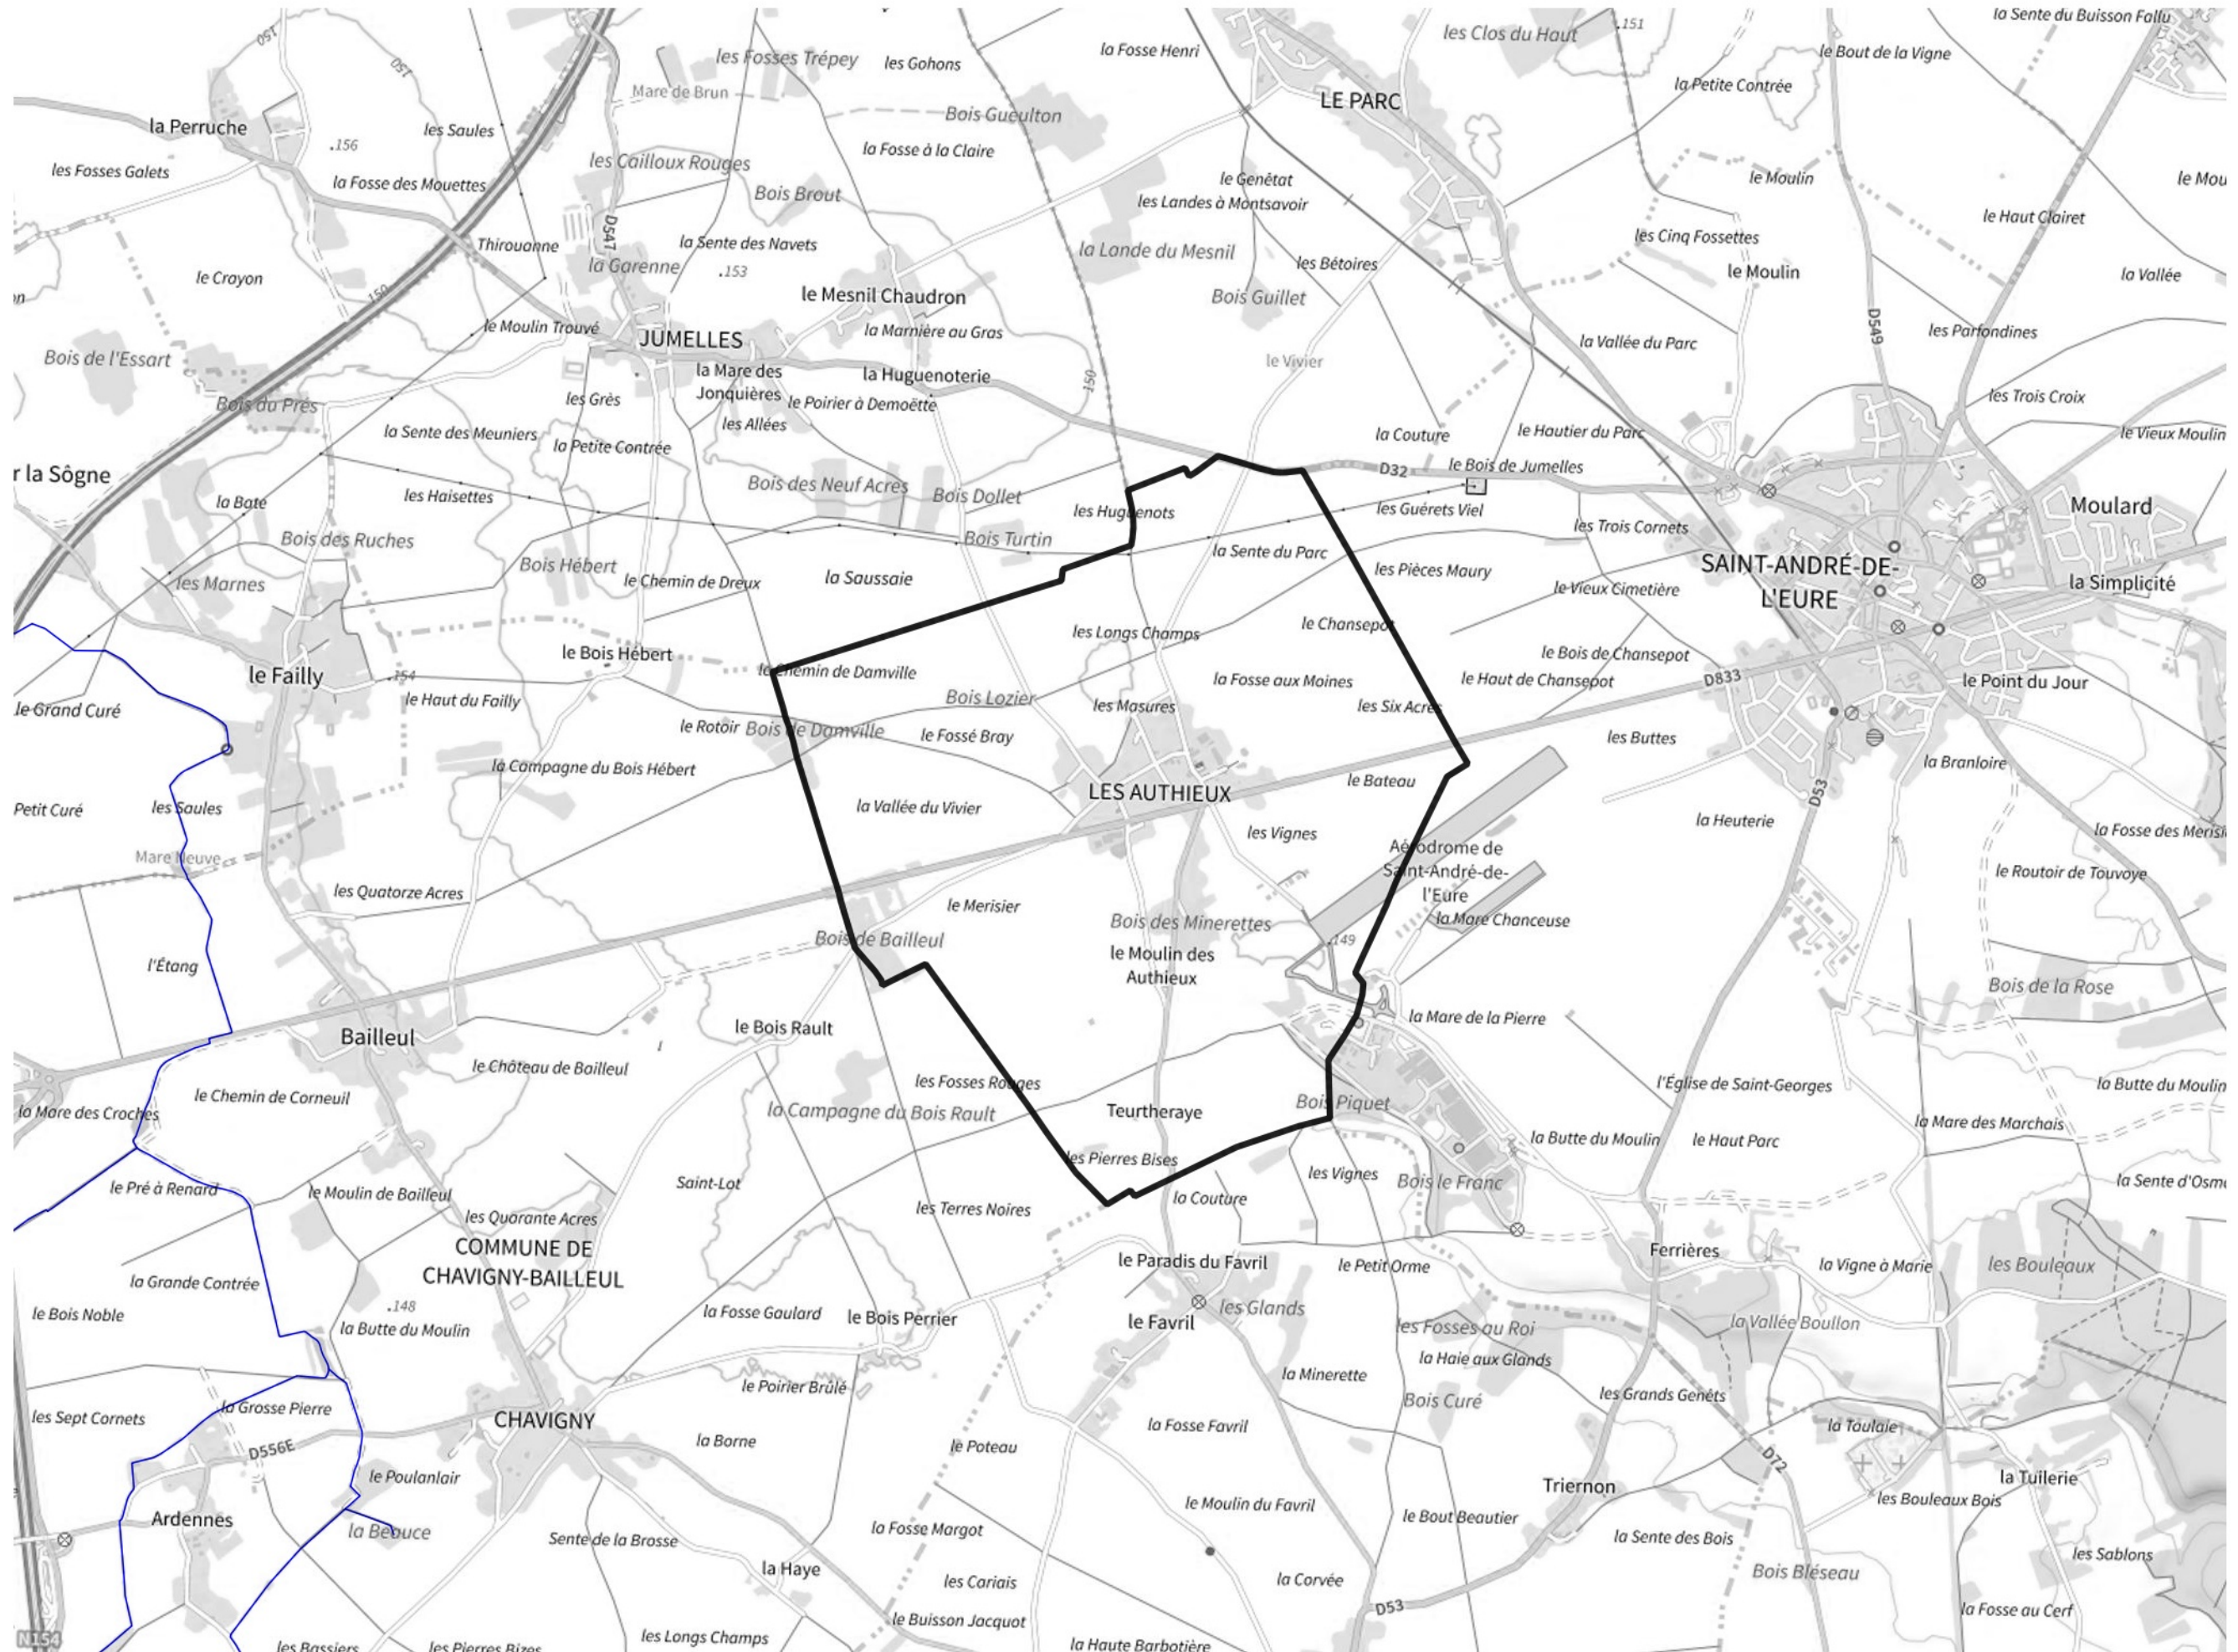 la Sente du Buisson Fallu
151
les Clos du Haut
150
la Fosse Henri
le Bout de la Vigne
les Fosses Trépey
les Gohons
150
la Petite Contrée
Mare de Brun
LE PARC
Bois Gueulton
la Perruche
les Saules
156
la Fosse à la Claire
les Cailloux Rouges
les Fosses Galets
le Genêtat
le Moulin
le Mou
la Fosse des Mouettes
Bois Brout
les Landes à Montsavoir
le Haut Clairet
D547
Thirouanne
la Sente des Navets
les Cinq Fossettes
la Lande du Mesnil
la Garenne
153
les Bétoires
le Moulin
la Vallée
le Crayon
150
le Mesnil Chaudron
Bois Guillet
le Moulin Trouvé
la Marnière au Gras
D549
les Parfondines
JUMELLES
la Vallée du Parc
Bois de l'Essart
le Vivier
la Mare des
Jonquières
la Huguenoterie
150
Bois du Près
les Grès
le Poirier à Demoëtte
les Trois Croix
les Allées
la Sente des Meuniers
la Petite Contrée
la Couture
le Hautier du Parc
le Vieux Moulin
r la Sôgne
D32
le Bois de Jumelles
Bois des Neuf Acres
Bois Dollet
la Bate
les Haisettes
les Huguenots
les Guérets Viel
Moulard
les Trois Cornets
Bois des Ruches
Bois Turtin
la Sente du Parc
SAINT-ANDRÉ-DE-
L'EURE
Bois Hébert
les Marnes
le Chemin de Dreux
la Saussaie
les Pièces Maury
le Vieux Cimetière
la Simplicité
les Longs Champs
le Chansepot
le Bois Hébert
le Bois de Chansepot
le Failly
154
le Chemin de Damville
la Fosse aux Moines
le Haut de Chansepot
D833
le Point du Jour
le Grand Curé
le Haut du Failly
Bois Lozier
les Masures
les Six Acres
le Rotoir
Bois de Damville
le Fossé Bray
les Buttes
la Campagne du Bois Hébert
la Branloire
le Bateau
LES AUTHIEUX
D53
Petit Curé
les Saules
la Vallée du Vivier
la Heuterie
les Vignes
la Fosse des Merisi
Mare Neuve
Aérodrome de
Saint-André-de-
l'Eure
le Routoir de Touvoye
les Quatorze Acres
le Merisier
Bois des Minerettes
la Mare Chanceuse
Bois de Bailleul
149
le Moulin des
Authieux
l'Étang
Bois de la Rose
Bailleul
le Bois Rault
la Mare de la Pierre
le Château de Bailleul
les Fosses Rouges
l'Église de Saint-Georges
la Butte du Moulin
le Chemin de Corneuil
la Mare des Croches
la Campagne du Bois Rault
Teurtheraye
Bois Piquet
la Mare des Marchais
la Butte du Moulin
le Haut Parc
les Pierres Bises
les Vignes
Bois le Franc
Saint-Lot
la Sente d'Osm
le Pré à Renard
le Moulin de Bailleul
la Couture
les Terres Noires
les Quarante Acres
COMMUNE DE
CHAVIGNY-BAILLEUL
Ferrières
le Paradis du Favril
le Petit Orme
la Vigne à Marie
les Bouleaux
la Grande Contrée
148
les Glands
le Bois Noble
la Fosse Gaulard
le Bois Perrier
le Favril
la Vallée Boullon
la Butte du Moulin
les Fosses au Roi
la Haie aux Glands
la Minerette
le Poirier Brûlé
les Grands Genêts
Bois Curé
la Grosse Pierre
les Sept Cornets
CHAVIGNY
la Fosse Favril
la Taulaie
D556E
la Borne
le Poteau
D72
le Poulanlair
la Tuilerie
Triernon
le Moulin du Favril
les Bouleaux Bois
Ardennes
le Bout Beautier
la Beauce
la Fosse Margot
Sente de la Brosse
la Sente des Bois
les Sablons
la Haye
Bois Bléseau
les Cariais
la Corvée
D53
la Fosse au Cerf
le Buisson Jacquot
N154
les Bassiers
les Pierres Bizes
les Longs Champs
la Haute Barbotière